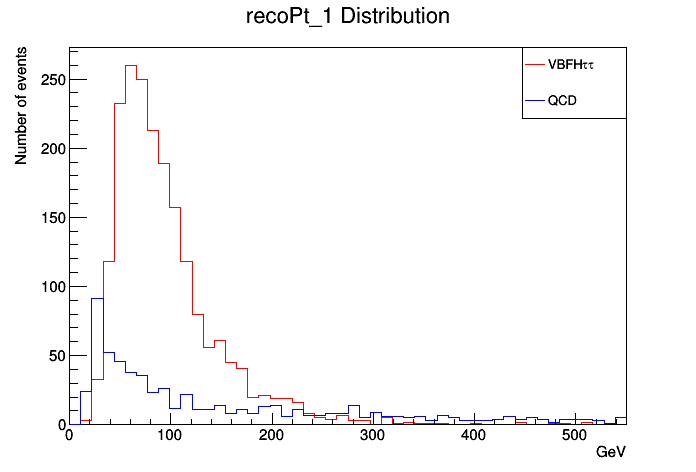 recoPt_1 Distribution
Number of events
250
200
150
100
50
0
0 100 200 300 400 500
GeV
VBFHττ
QCD